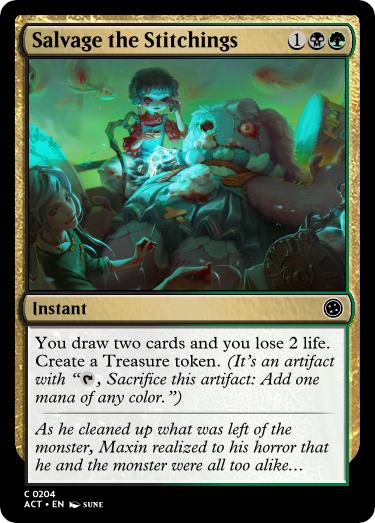 Salvage the Stitchings 1
Instant
You draw two cards and you lose 2 life.
Create a Treasure token. (It's an artifact
with “, Sacrifice this artifact: Add one
mana of any color.”)
As he cleaned up what was left of the
monster, Maxin realized to his horror that
he and the monster were all too alike...
C 0204
ACT • EN SUNE